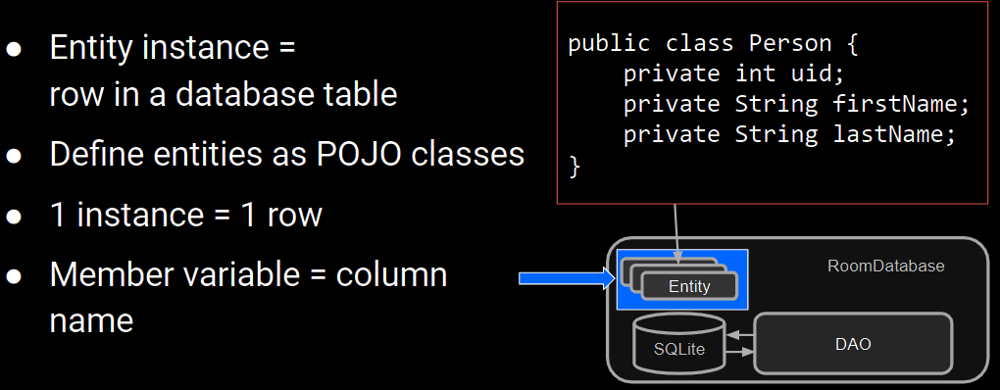 ● Entity instance =
row in a database table
● Define entities as POJO classes
● 1 instance = 1 row
● Member variable = column
name
public class Person {
    private int uid;
    private String firstName;
    private String lastName;
}
RoomDatabase
Entity
SQLite
DAO